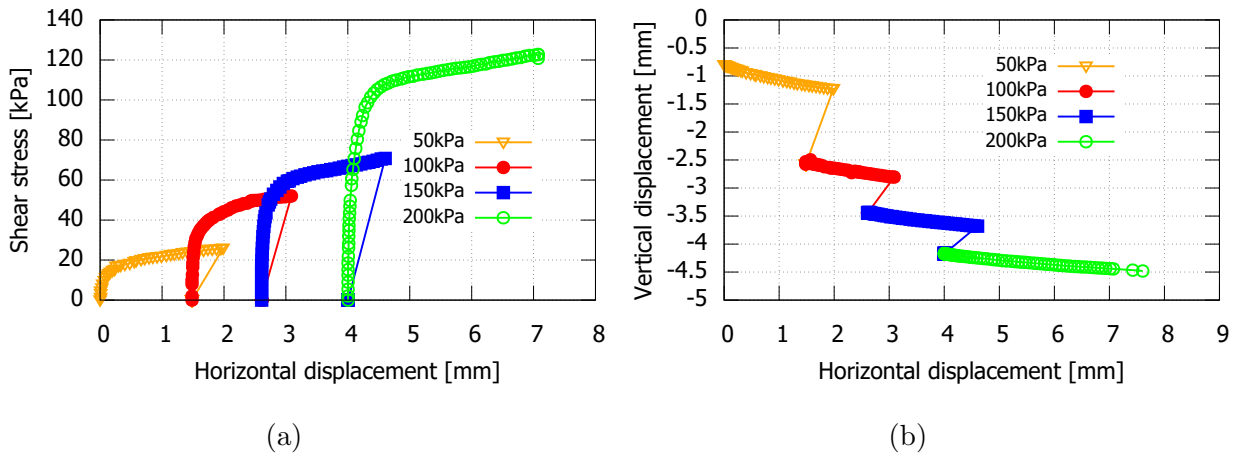 Shear stress [kPa]
140
120
100
80
60
40
20
0
50kPa
100kPa
150kPa
200kPa
0 1 2 3 4 5 6 7 8
Horizontal displacement [mm]
(a)
Vertical displacement [mm]
0
-0.5
-1
-1.5
-2
-2.5
-3
-3.5
-4
-4.5
-5
50kPa
100kPa
150kPa
200kPa
0 1 2 3 4 5 6 7 8 9
Horizontal displacement [mm]
(b)